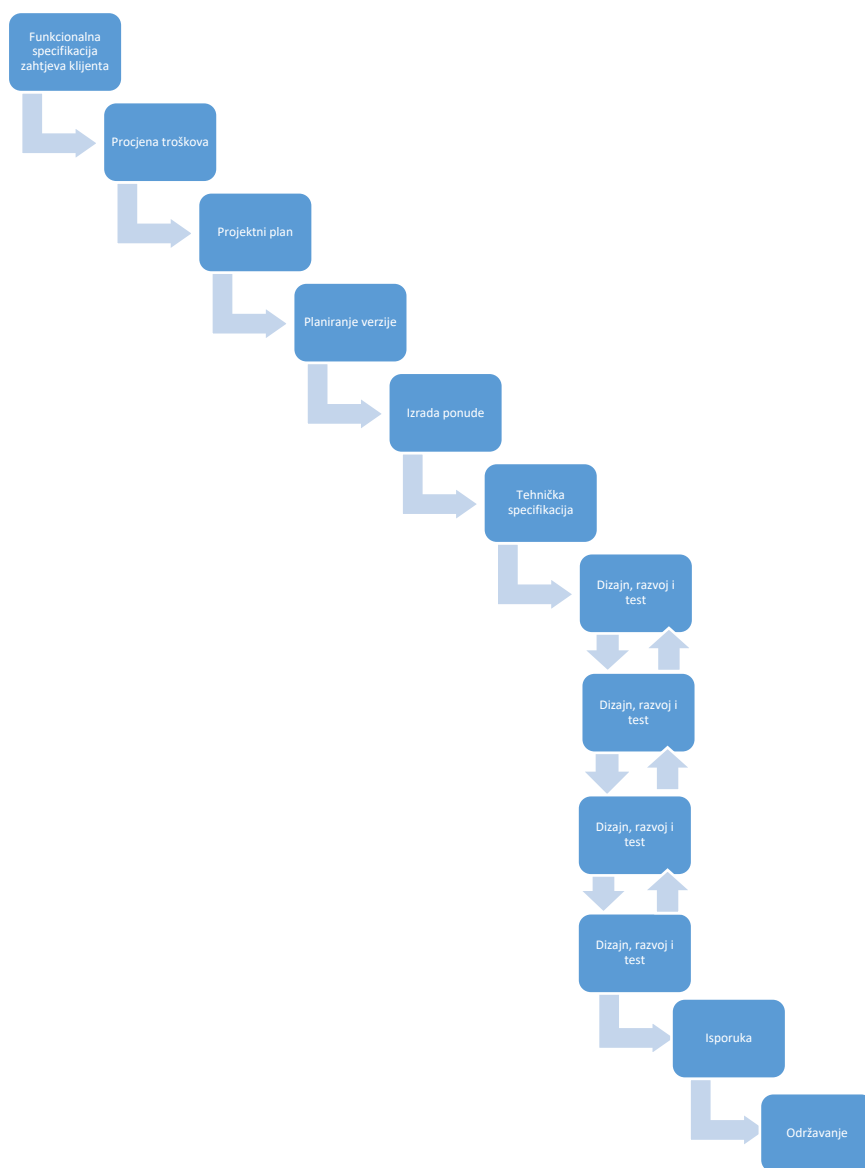 Funkcionalna
specifikacija
zahtjeva klijenta
Procjena troškova
Projektni plan
Planiranje verzije
Izrada ponude
Tehnička
specifikacija
Dizajn, razvoj i
test
Dizajn, razvoj i
test
Dizajn, razvoj i
test
Dizajn, razvoj i
test
Isporuka
Održavanje